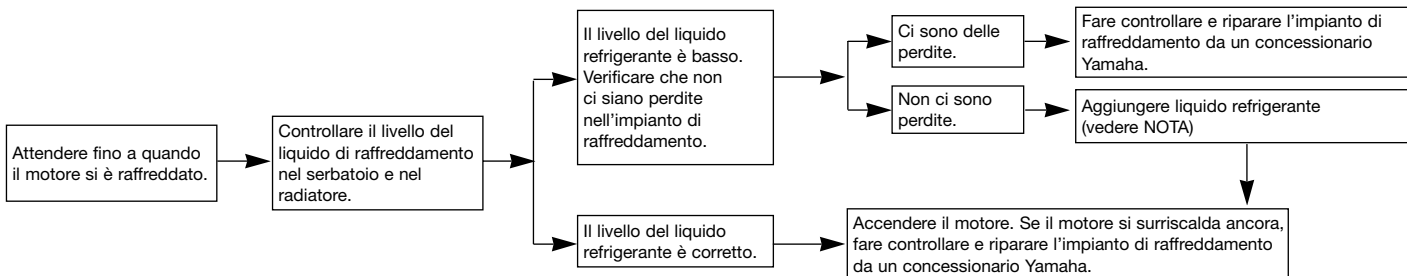 Attendere fino a quando
il motore si è raffreddato.
Controllare il livello del
liquido di raffreddamento
nel serbatoio e nel
radiatore.
Il livello del liquido
refrigerante è basso.
Verificare che non
ci siano perdite
nell'impianto di
raffreddamento.
Ci sono delle
perdite.
Fare controllare e riparare l'impianto di
raffreddamento da un concessionario
Yamaha.
Non ci sono
perdite.
Aggiungere liquido refrigerante
(vedere NOTA)
Il livello del liquido
refrigerante è corretto.
Accendere il motore. Se il motore si surriscalda ancora,
fare controllare e riparare l'impianto di raffreddamento
da un concessionario Yamaha.